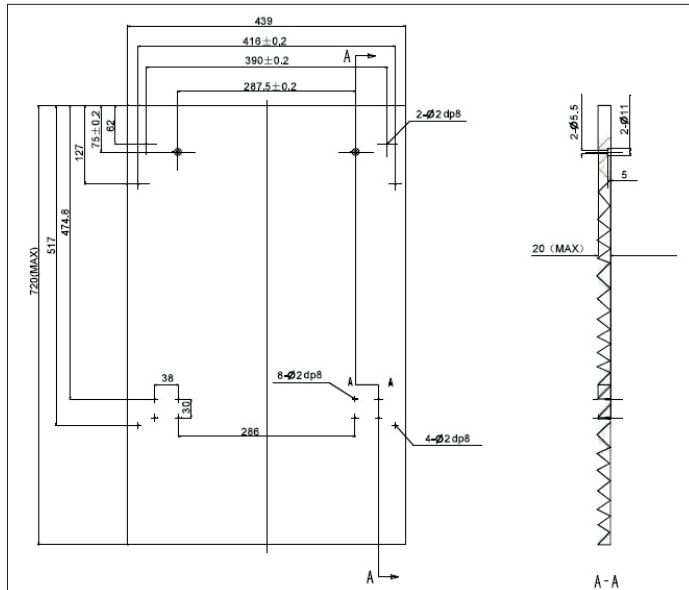 439
416±0.2
A
390±0.2
287.5±0.2
2-Ø2 dp8
62
75±0.2
127
474.8
517
720(MAX)
2-Ø5.5
2-Ø11
5
20 (MAX)
38
8-Ø2 dp8
A
A
30
286
4-Ø2 dp8
A
A-A